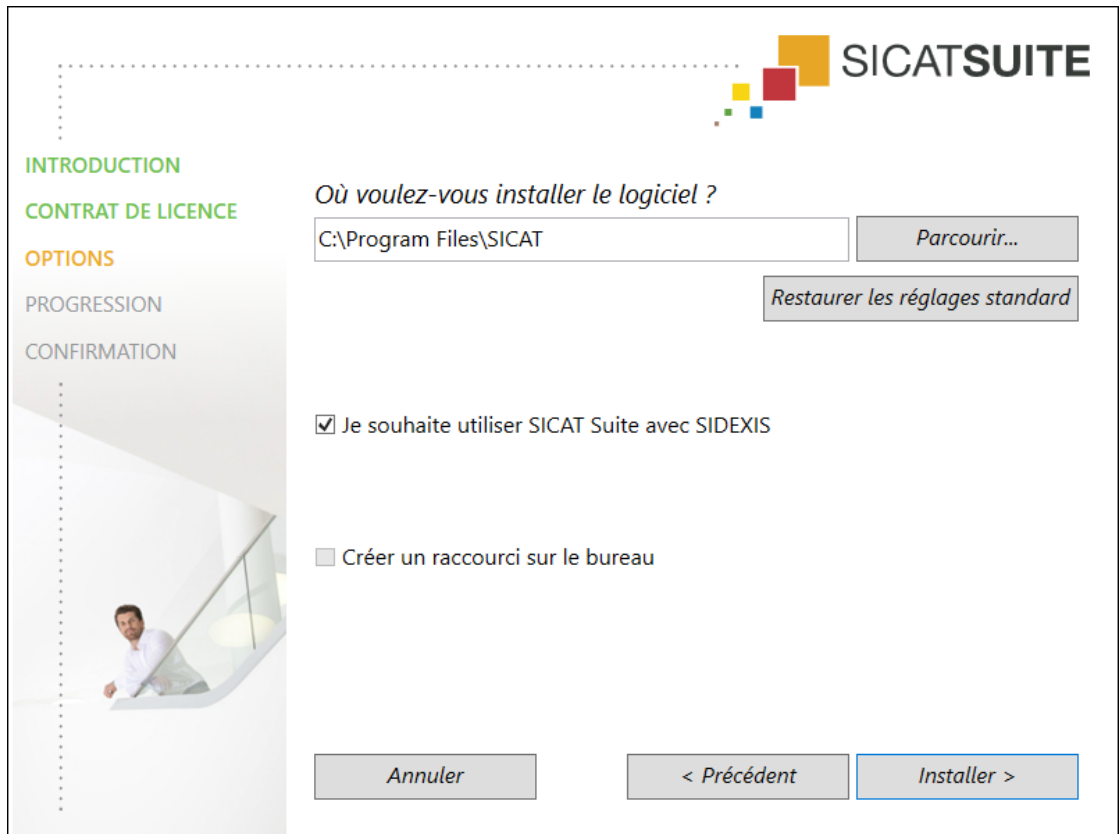 SICATSUITE
INTRODUCTION
CONTRAT DE LICENCE
OPTIONS
PROGRESSION
CONFIRMATION
Où voulez-vous installer le logiciel ?
C:\Program Files\SICAT
Parcourir...
Restaurer les réglages standard
Je souhaite utiliser SICAT Suite avec SIDEXIS
Créer un raccourci sur le bureau
Annuler
< Précédent
Installer >